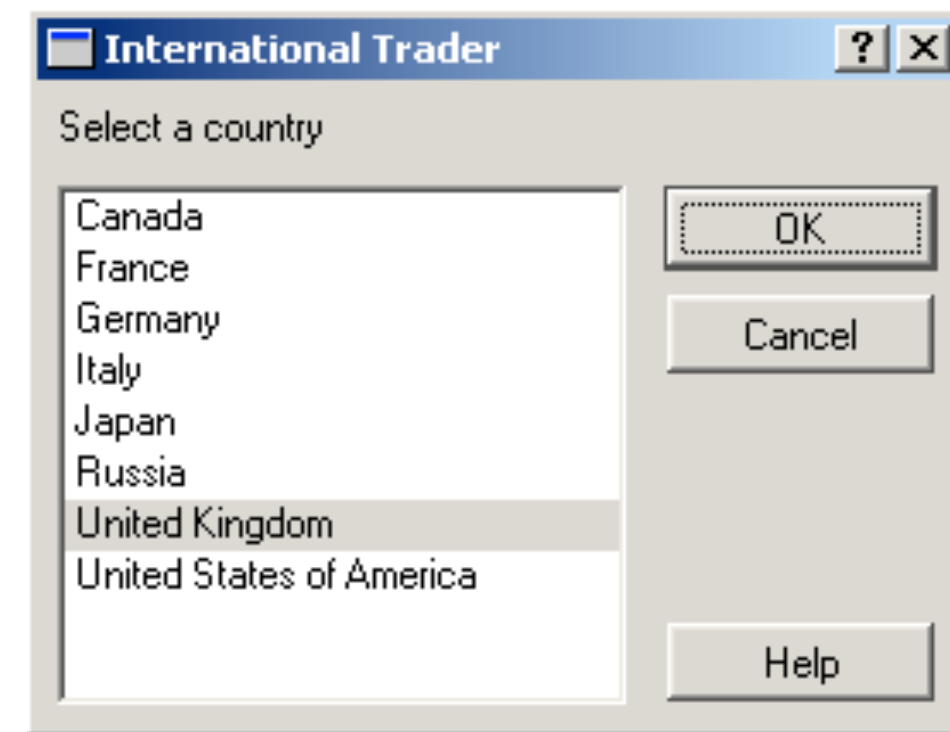 International Trader
Select a country
Canada
France
Germany
Italy
Japan
Russia
United Kingdom
United States of America
OK
Cancel
Help